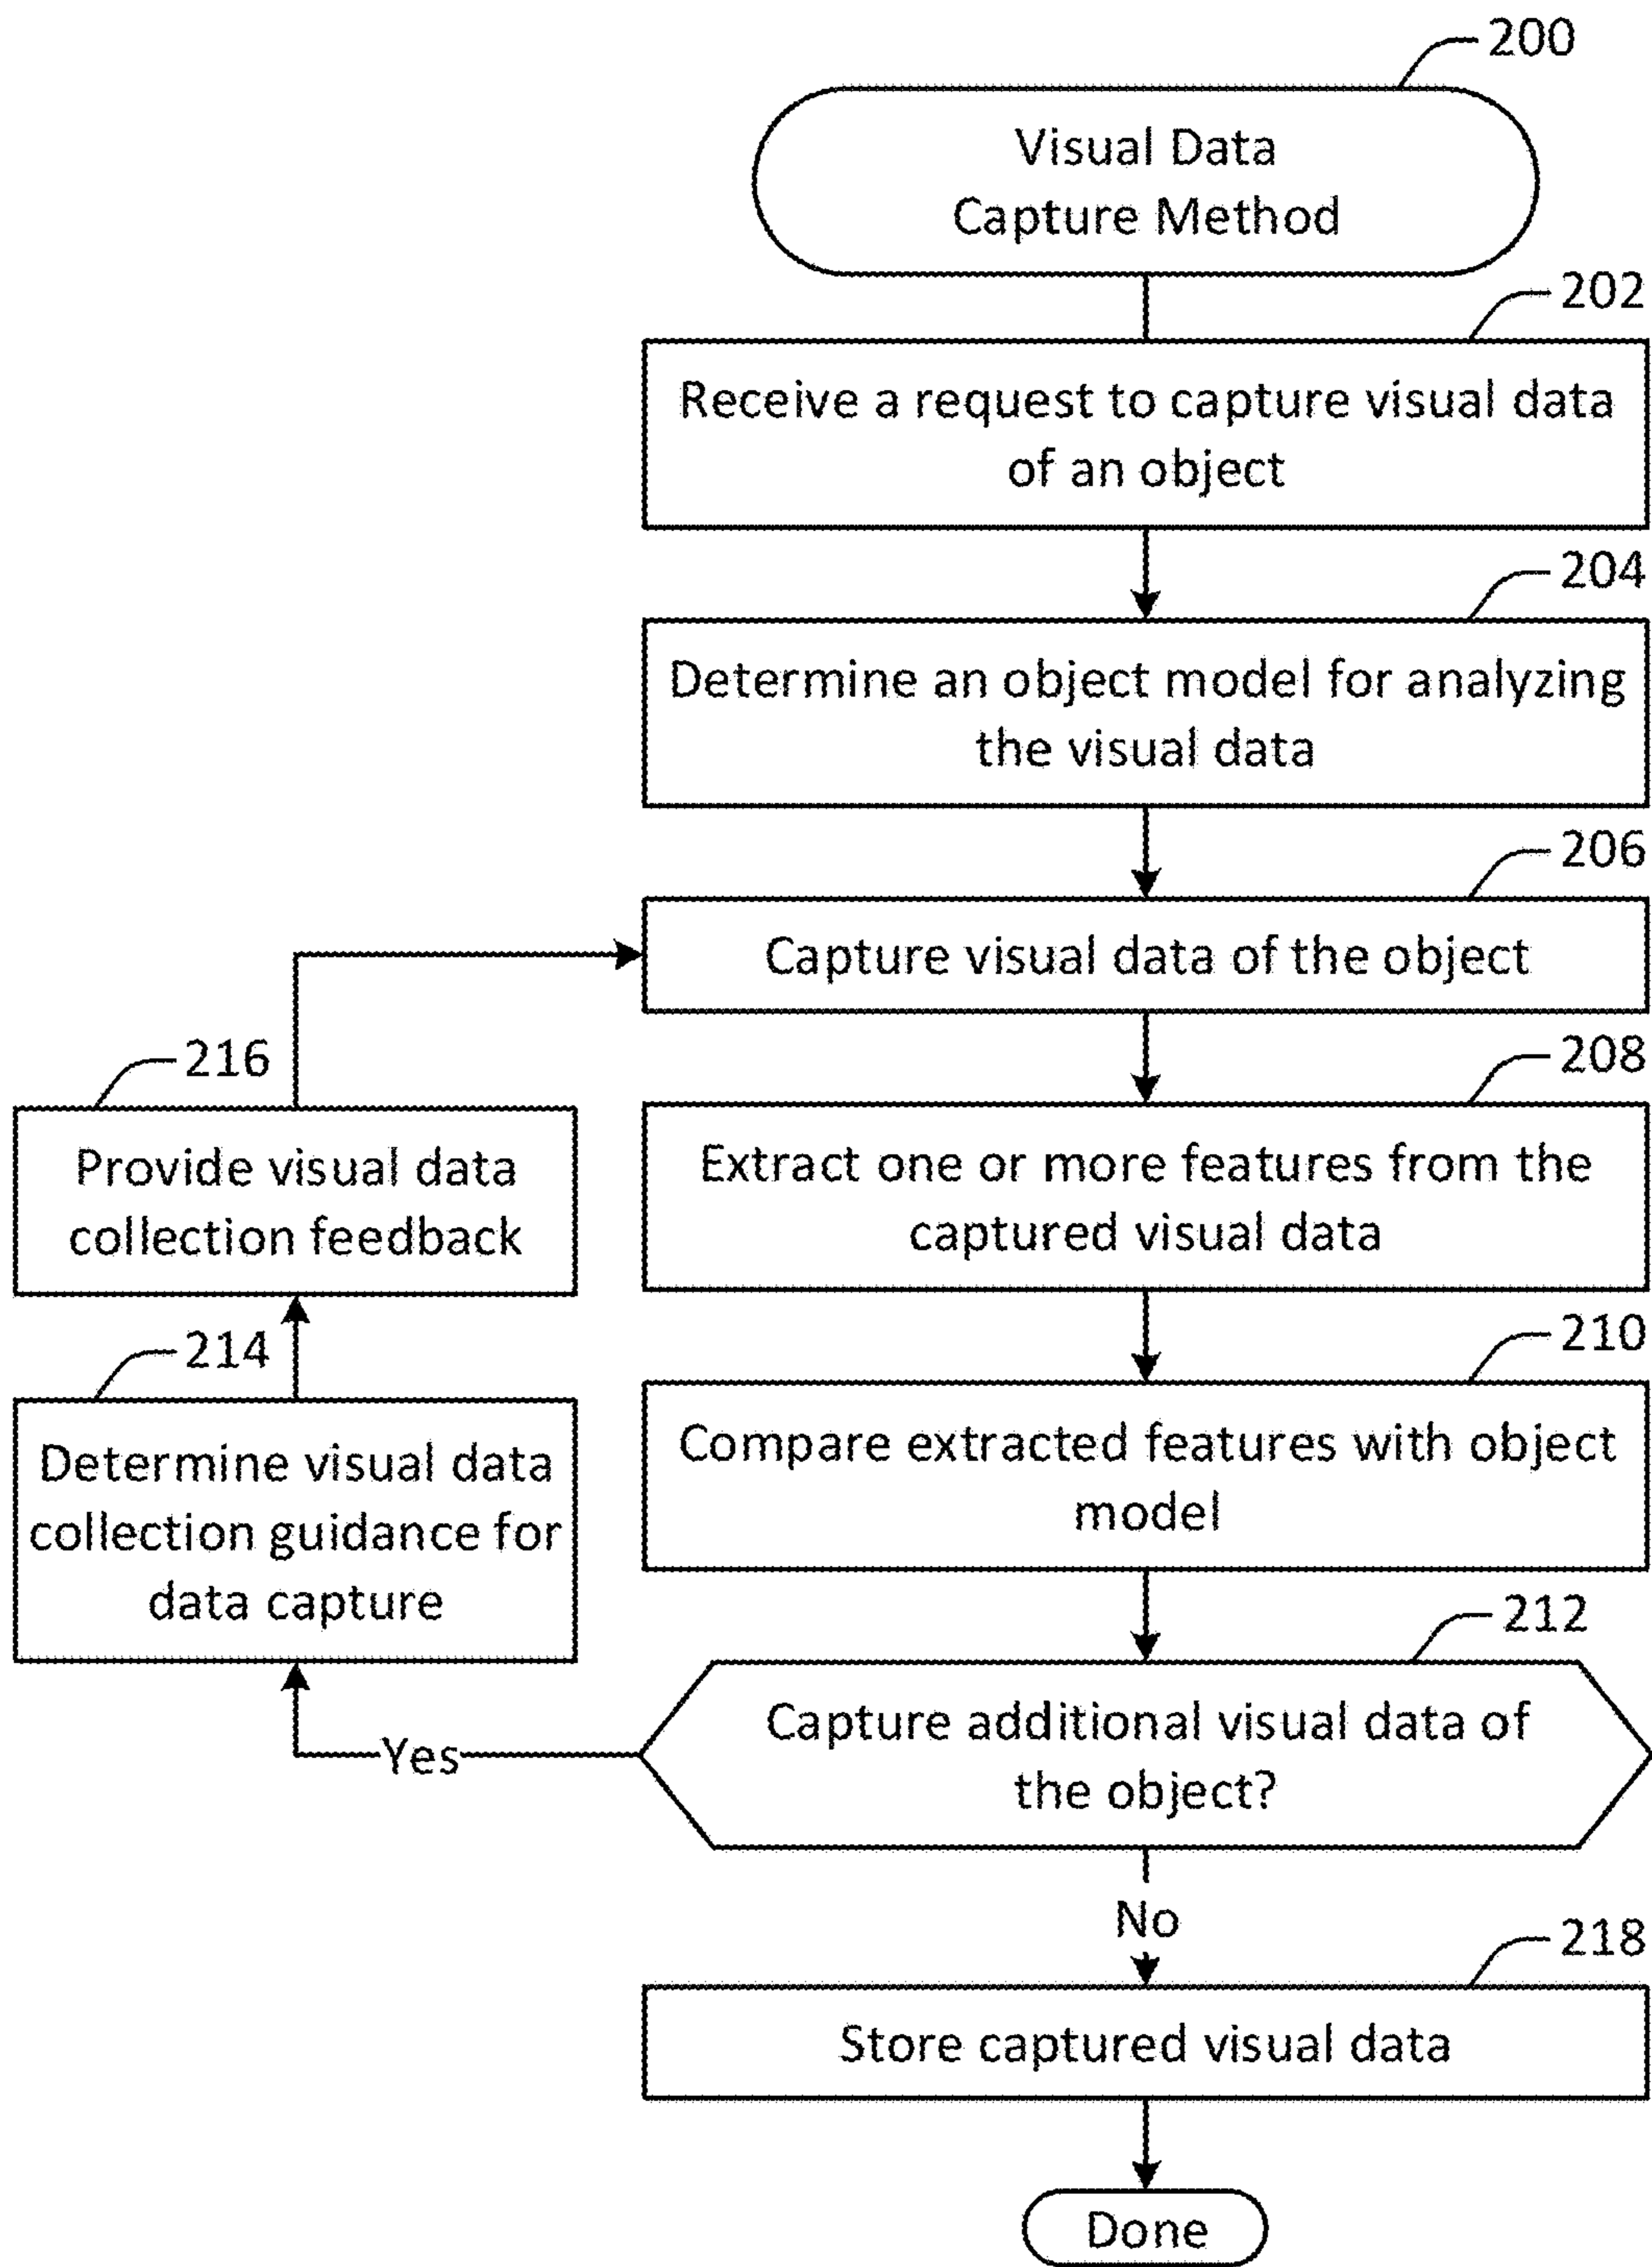 200
Visual Data
Capture Method
202
Receive a request to capture visual data
of an object
204
Determine an object model for analyzing
the visual data
206
Capture visual data of the object
208
Extract one or more features from the
captured visual data
210
Compare extracted features with object
model
212
Capture additional visual data of
the object?
Yes
214
Determine visual data
collection guidance for
data capture
216
Provide visual data
collection feedback
No
218
Store captured visual data
Done